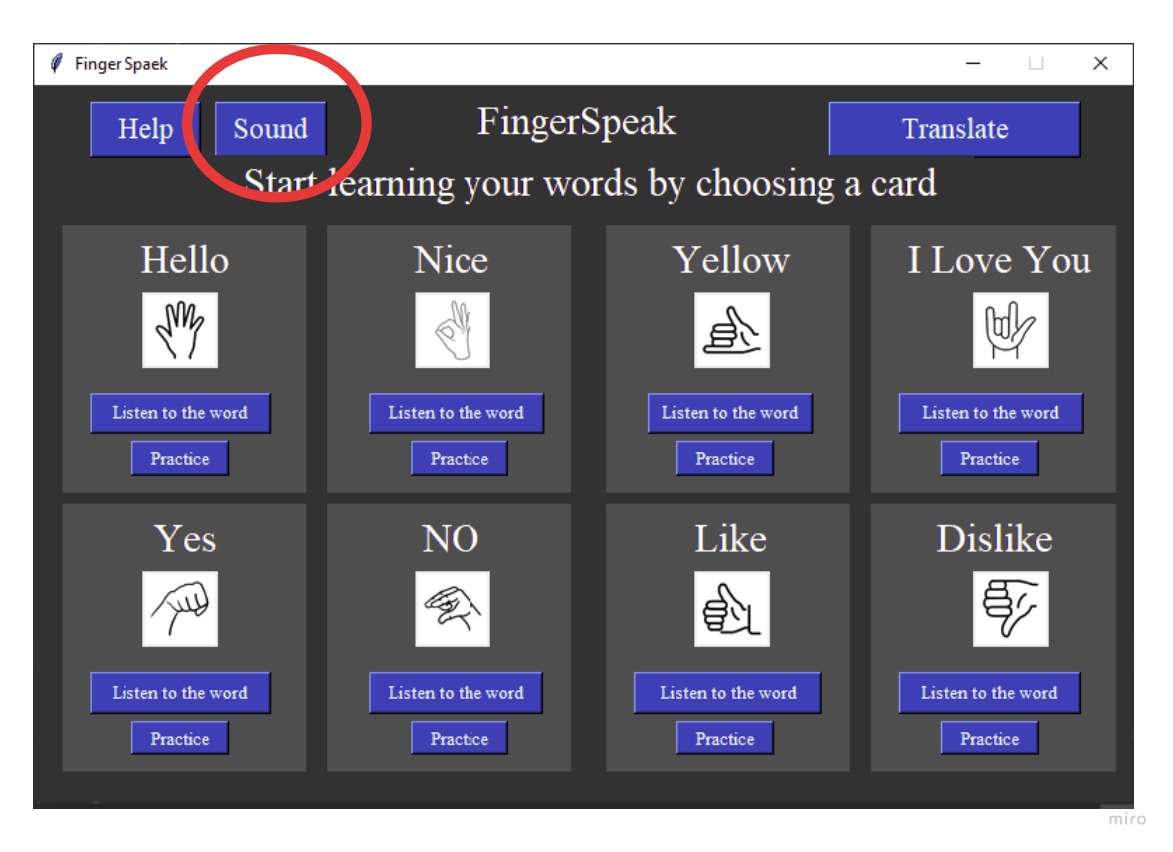 Finger Spaek
Help Sound FingerSpeak Translate
Start learning your words by choosing a card
Hello Nice Yellow I Love You
Listen to the word Listen to the word Listen to the word Listen to the word
Practice Practice Practice Practice
Yes NO Like Dislike
Listen to the word Listen to the word Listen to the word Listen to the word
Practice Practice Practice Practice
miro